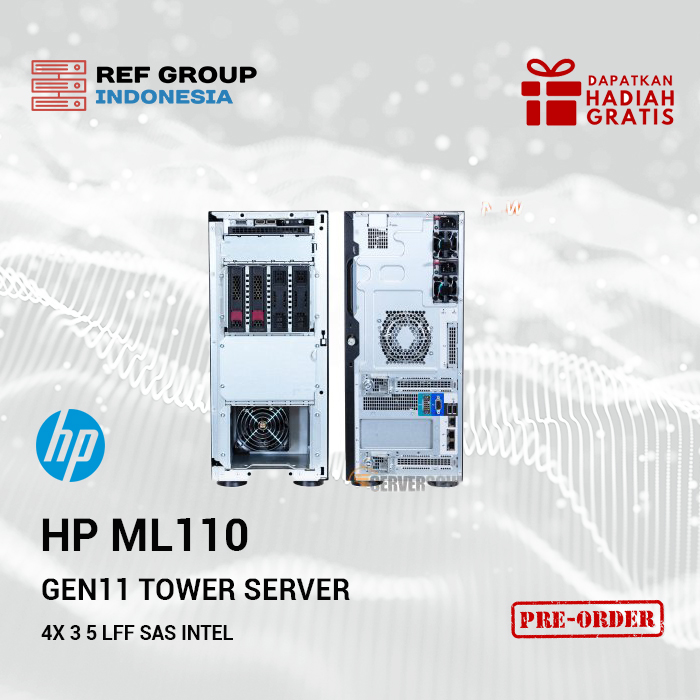 REF GROUP
INDONESIA
DAPATKAN
HADIAH
GRATIS
hp
HP ML110
GEN11 TOWER SERVER
4X 3 5 LFF SAS INTEL
PRE-ORDER